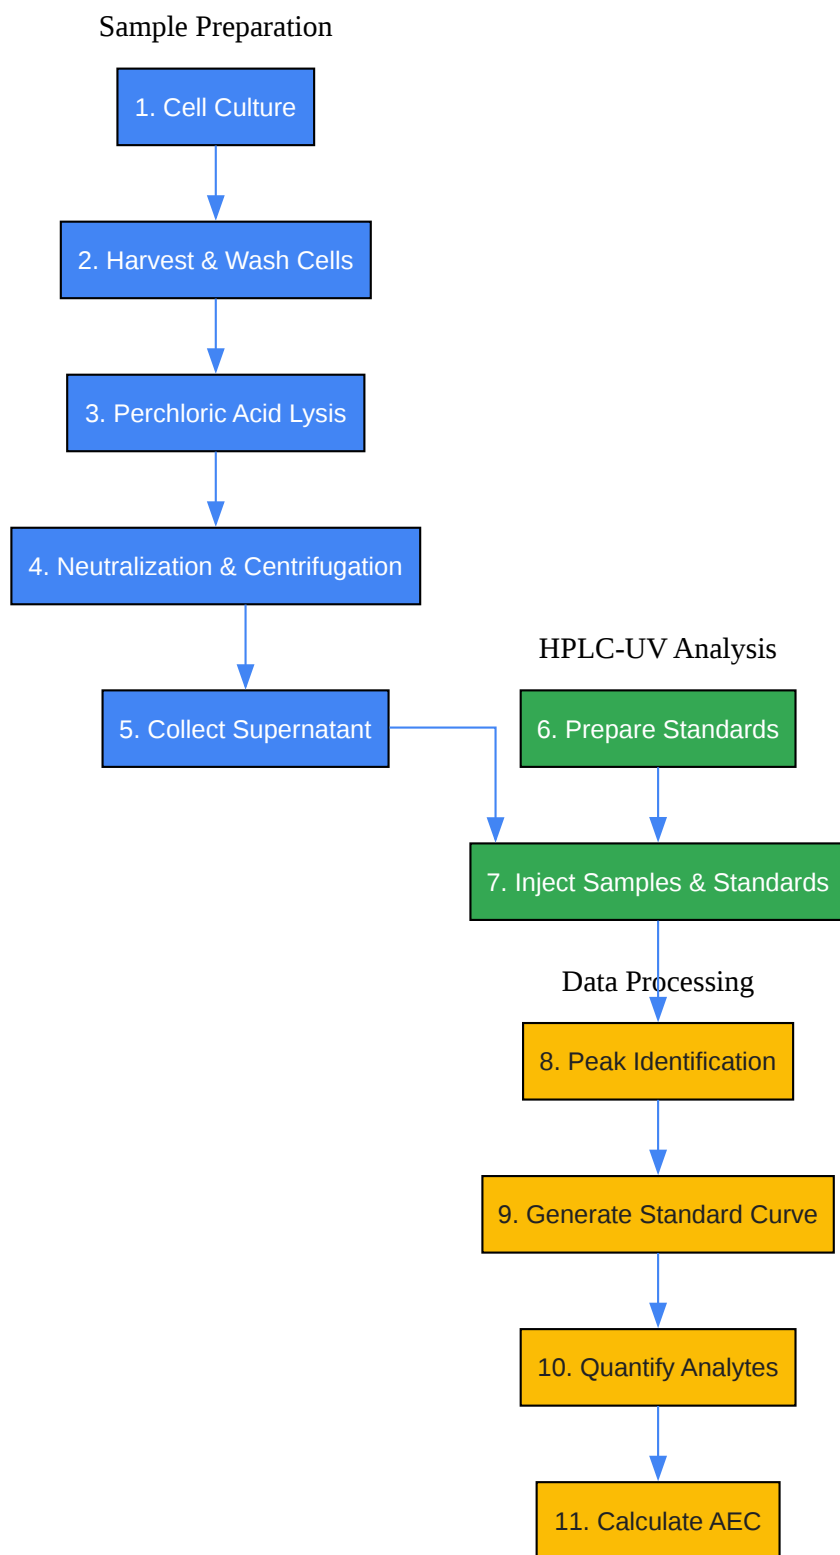 Sample Preparation
1. Cell Culture
2. Harvest & Wash Cells
3. Perchloric Acid Lysis
4. Neutralization & Centrifugation
5. Collect Supernatant
HPLC-UV Analysis
6. Prepare Standards
7. Inject Samples & Standards
Data Processing
8. Peak Identification
9. Generate Standard Curve
10. Quantify Analytes
11. Calculate AEC